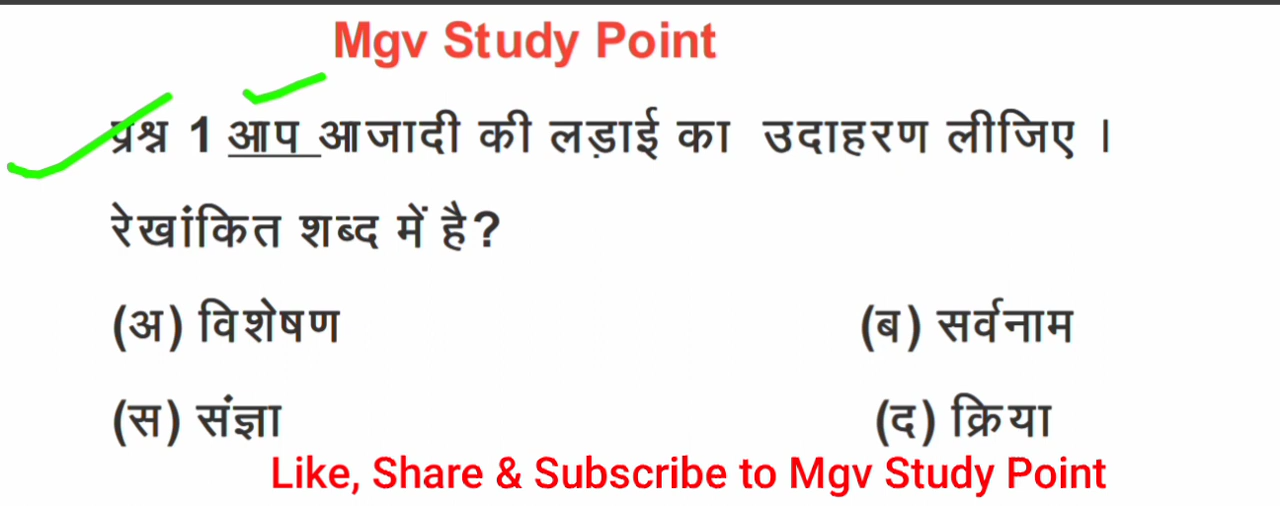 Mgv Study Point
प्रश्न 1 आप आजादी की लड़ाई का उदाहरण लीजिए ।
रेखांकित शब्द में है?
(अ) विशेषण (ब) सर्वनाम
(स) संज्ञा (द) क्रिया
Like, Share & Subscribe to Mgv Study Point